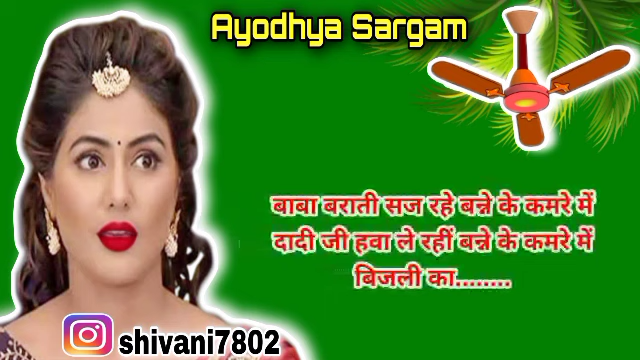 Ayodhya Sargam
बाबा बराती सज रहे बन्ने के कमरे में
दादी जी हवा ले रहीं बन्ने के कमरे में
बिजली का........
shivani7802